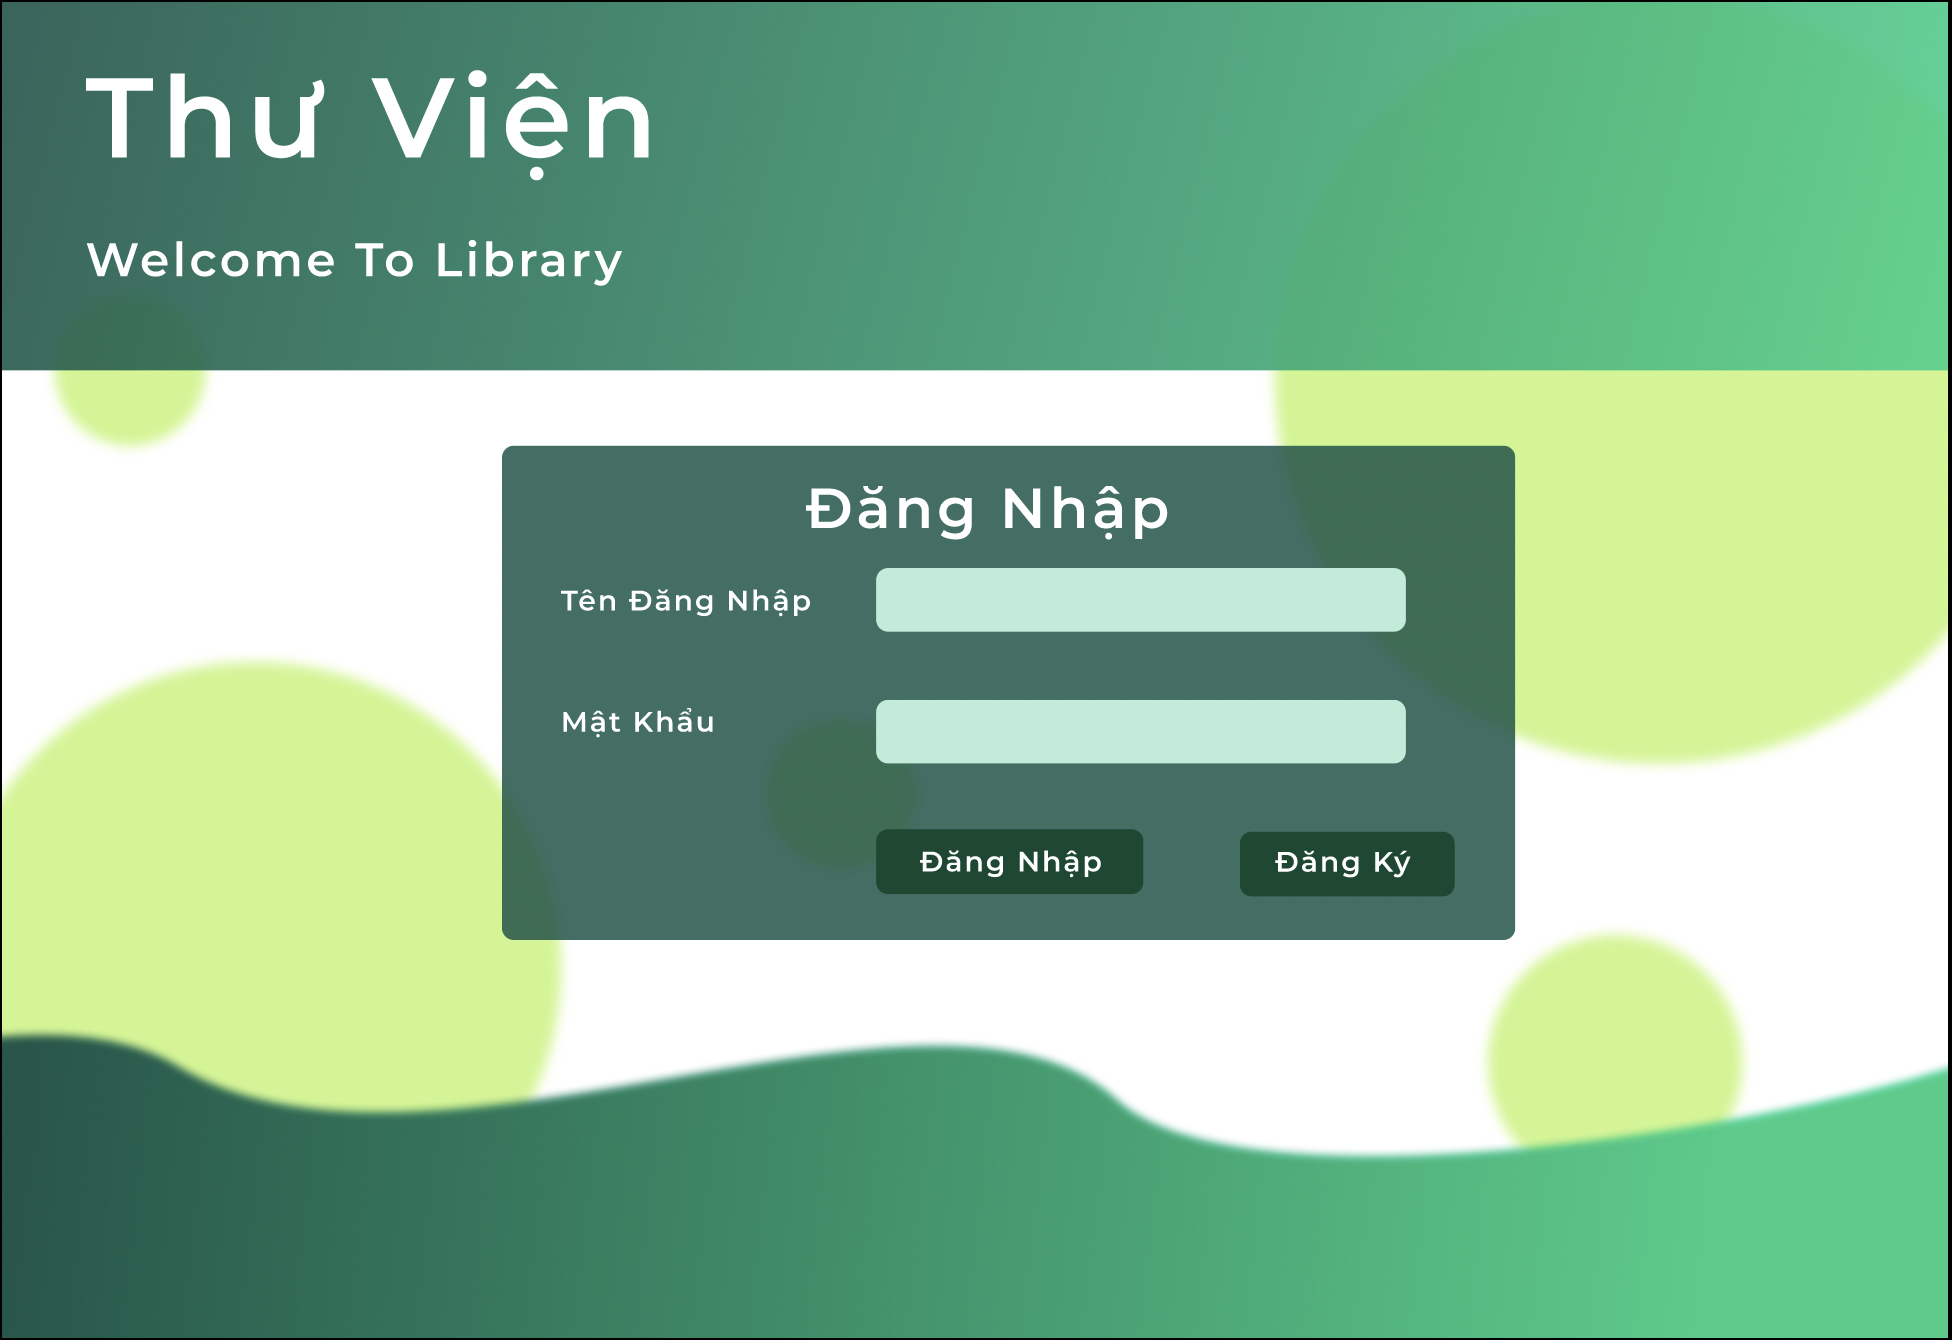 Thư Viện
Welcome To Library
Đăng Nhập
Tên Đăng Nhập
Mật Khẩu
Đăng Nhập
Đăng Ký